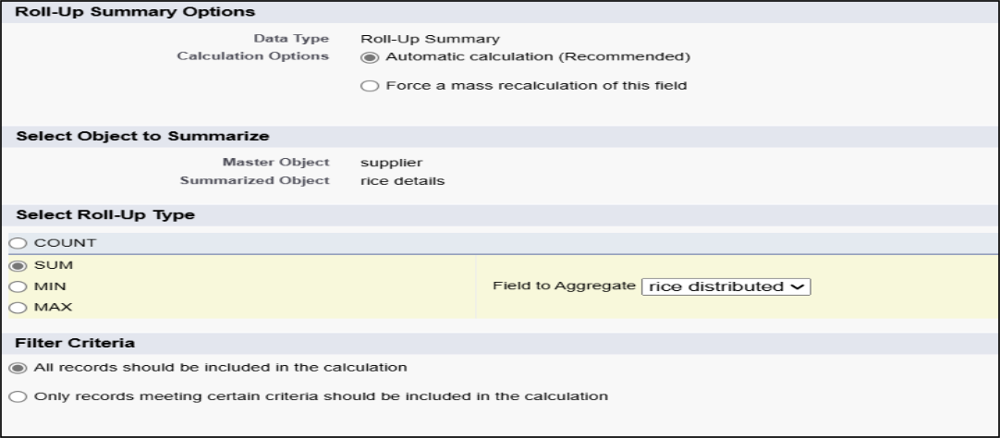 Roll-Up Summary Options
Data Type Roll-Up Summary
Calculation Options Automatic calculation (Recommended)
Force a mass recalculation of this field
Select Object to Summarize
Master Object supplier
Summarized Object rice details
Select Roll-Up Type
COUNT
SUM
MIN
Field to Aggregate rice distributed
MAX
Filter Criteria
All records should be included in the calculation
Only records meeting certain criteria should be included in the calculation